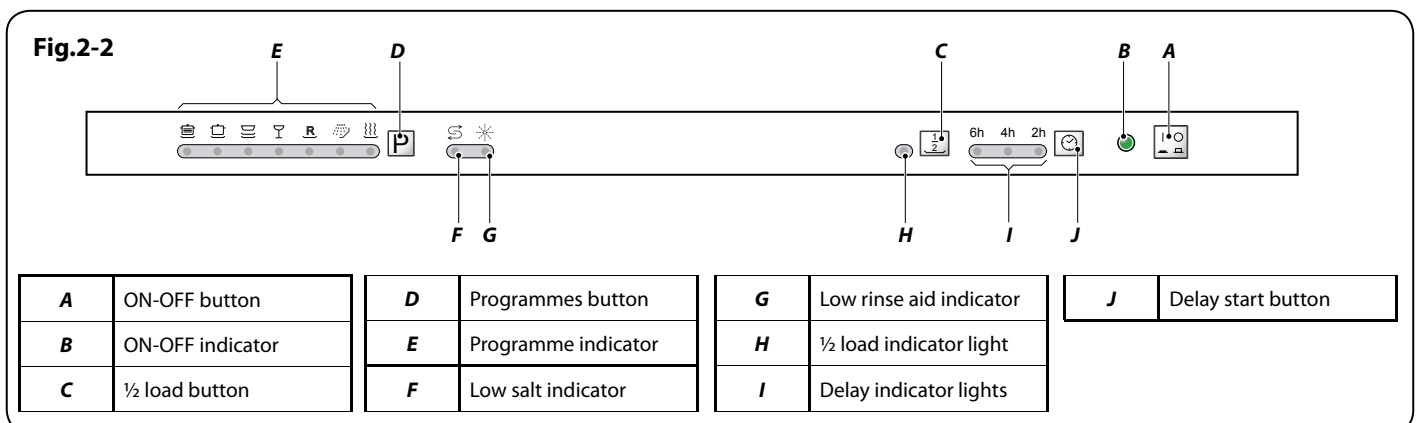 Fig.2-2
E D C B A
R P 1 2 6h 4h 2h
F G H I J
A ON-OFF button D Programmes button G Low rinse aid indicator J Delay start button
B ON-OFF indicator E Programme indicator H ½ load indicator light
C ½ load button F Low salt indicator I Delay indicator lights